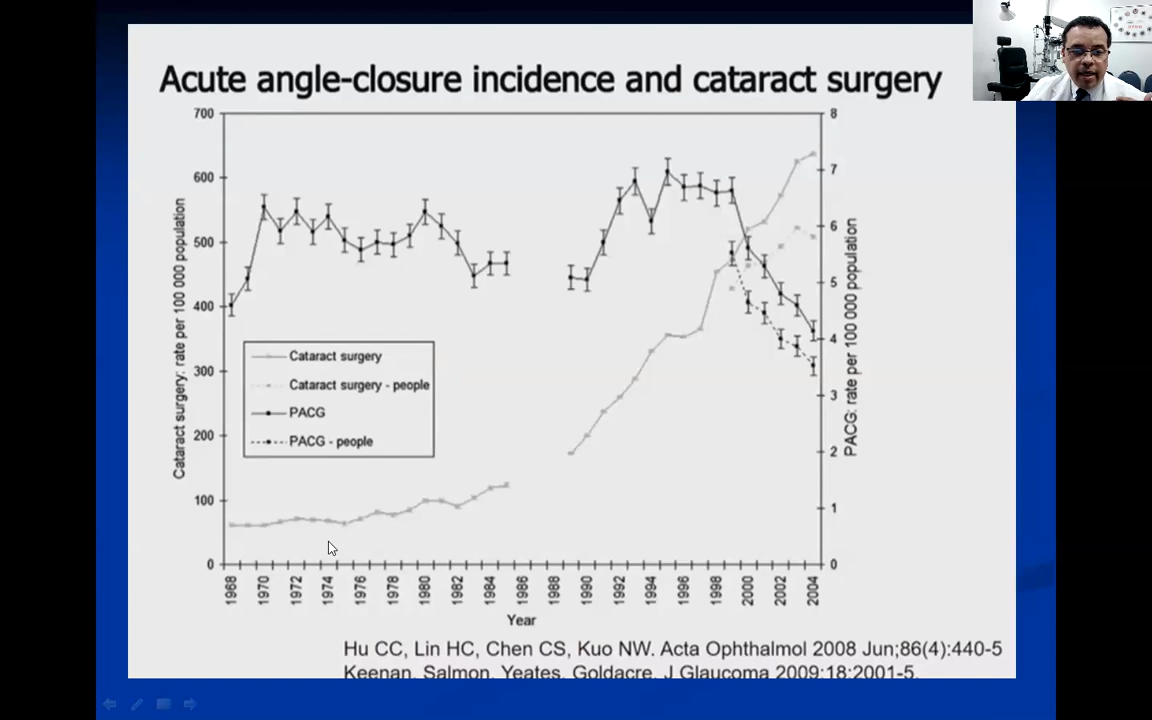 Acute angle-closure incidence and cataract surgery
700
600
500
400
300
200
100
0
8
7
6
5
4
3
2
1
0
Cataract surgery: rate per 100 000 population
PACG: rate per 100 000 population
Cataract surgery
Cataract surgery - people
PACG
PACG - people
1968 1970 1972 1974 1976 1978 1980 1982 1984 1986 1988 1990 1992 1994 1996 1998 2000 2002 2004
Year
Hu CC, Lin HC, Chen CS, Kuo NW. Acta Ophthalmol 2008 Jun;86(4):440-5
Keenan, Salmon, Yeates, Goldacre. J Glaucoma 2009:18:2001-5.